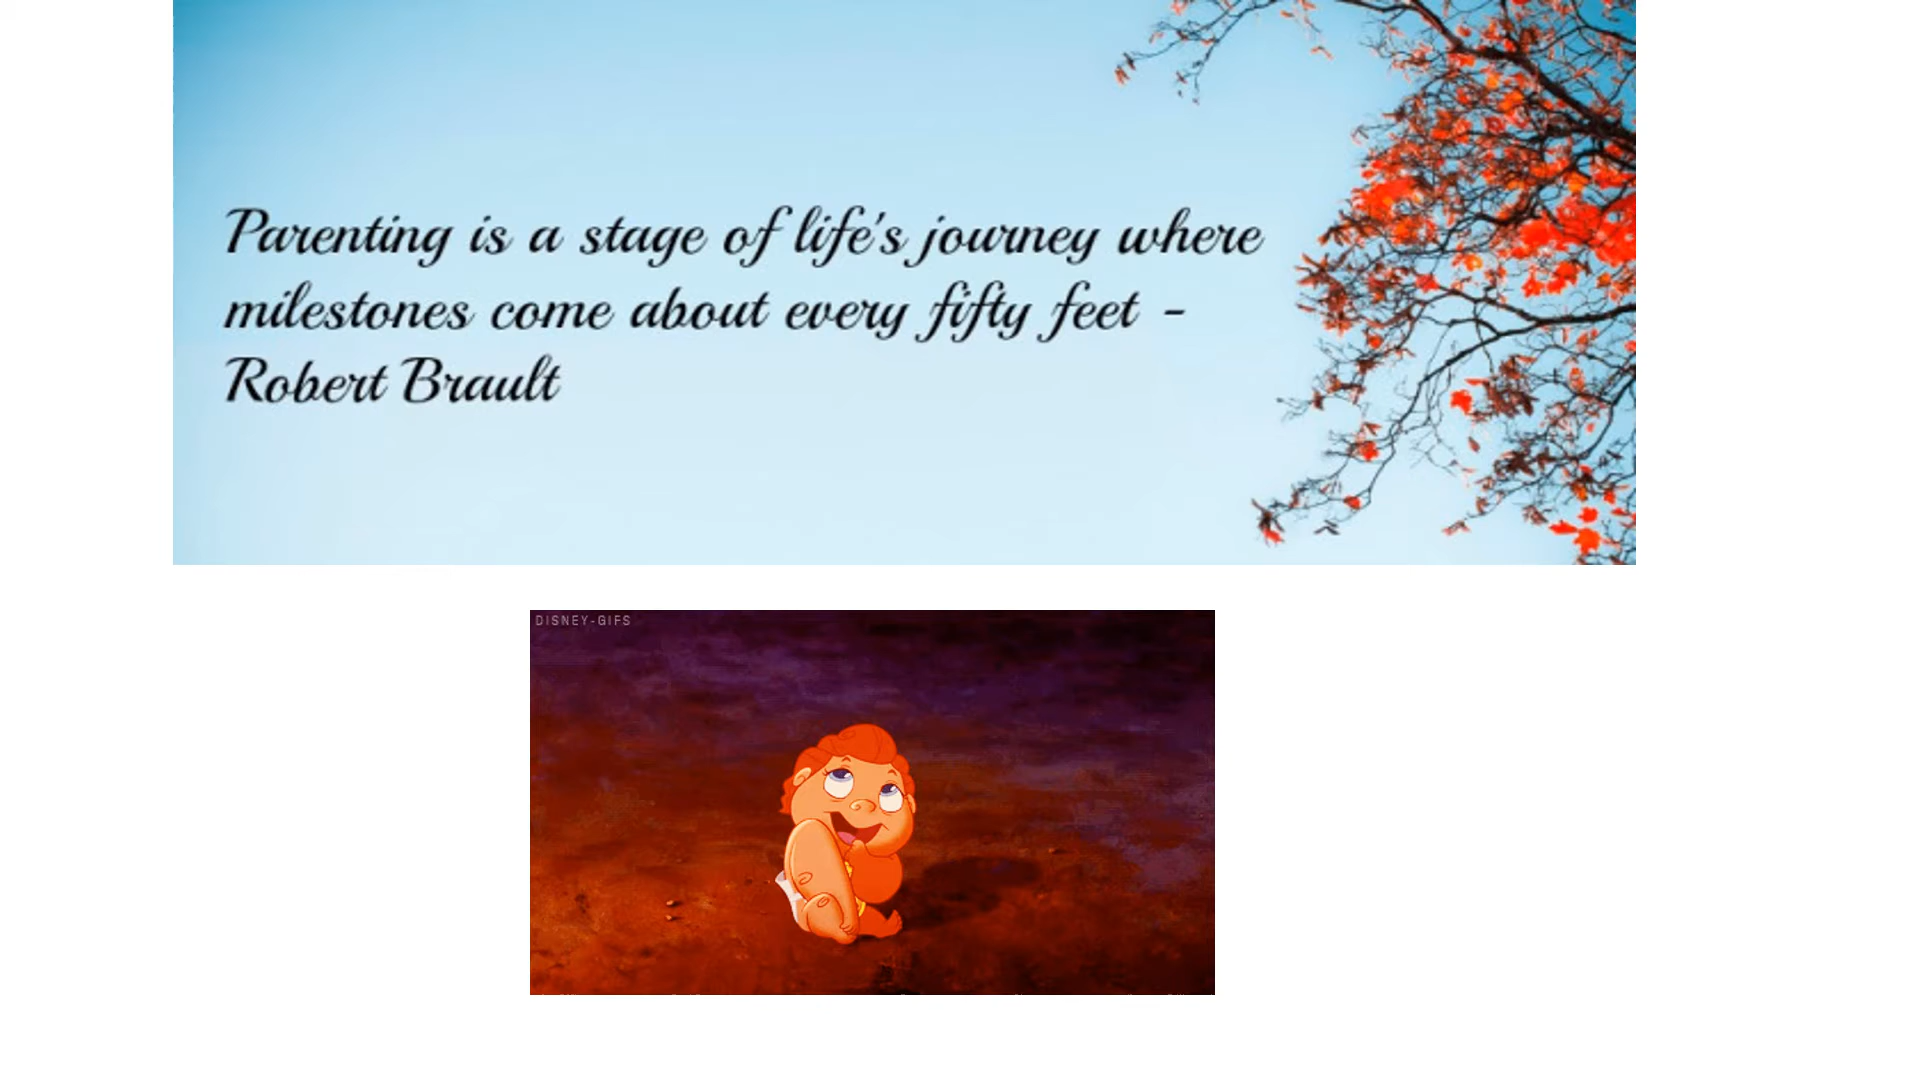 Parenting is a stage of life's journey where
milestones come about every fifty feet -
Robert Brault
DISNEY-GIFS